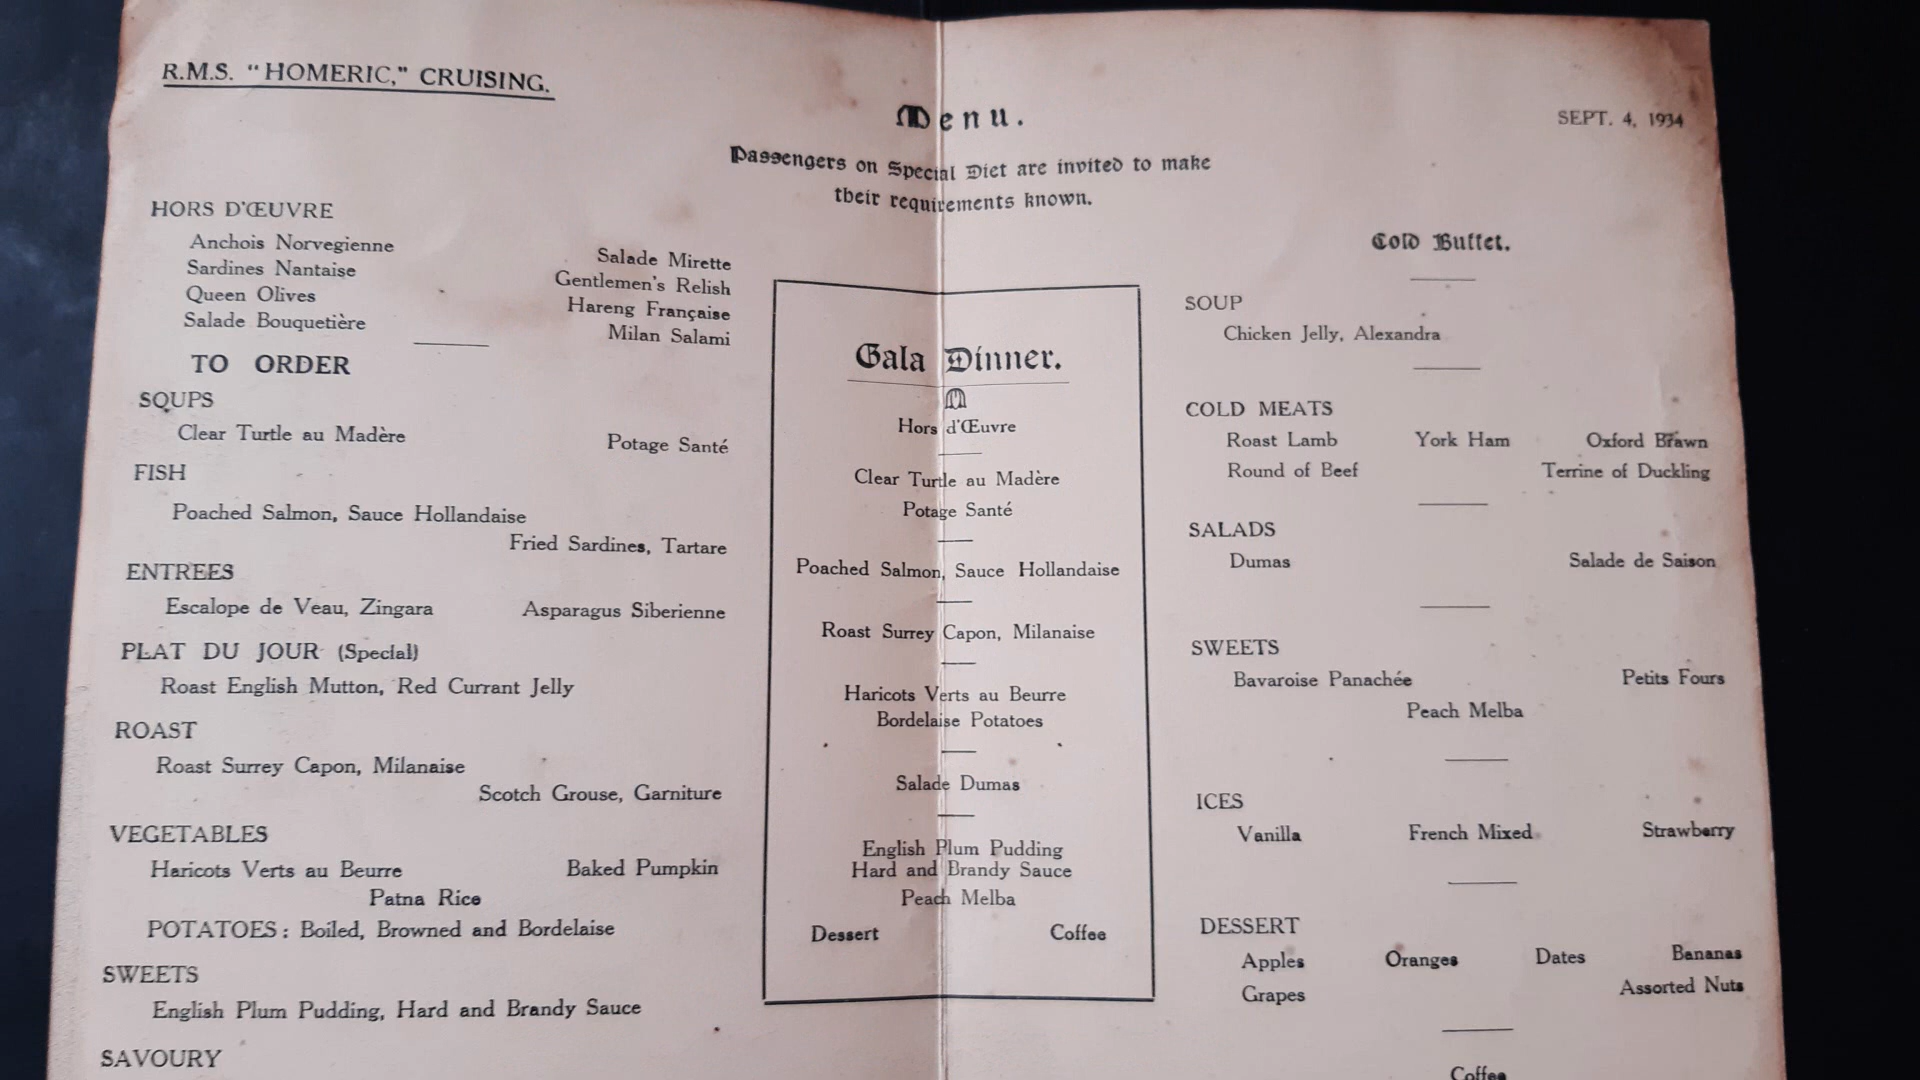 R.M.S. "HOMERIC," CRUISING.
Menu.
SEPT. 4, 1934
Passengers on Special Diet are invited to make
their requirements known.
HORS D'ŒUVRE
Anchois Norvegienne
Sardines Nantaise
Queen Olives
Salade Bouquetière
Salade Mirette
Gentlemen's Relish
Hareng Française
Milan Salami
TO ORDER
SOUPS
Clear Turtle au Madère Potage Santé
FISH
Poached Salmon, Sauce Hollandaise
Fried Sardines, Tartare
ENTREES
Escalope de Veau, Zingara Asparagus Siberienne
PLAT DU JOUR (Special)
Roast English Mutton, Red Currant Jelly
ROAST
Roast Surrey Capon, Milanaise
Scotch Grouse, Garniture
VEGETABLES
Haricots Verts au Beurre Baked Pumpkin
Patna Rice
POTATOES: Boiled, Browned and Bordelaise
SWEETS
English Plum Pudding, Hard and Brandy Sauce
SAVOURY
Gala Dinner.
Hors d'Œuvre
Clear Turtle au Madère
Potage Santé
Poached Salmon, Sauce Hollandaise
Roast Surrey Capon, Milanaise
Haricots Verts au Beurre
Bordelaise Potatoes
Salade Dumas
English Plum Pudding
Hard and Brandy Sauce
Peach Melba
Dessert Coffee
Cold Buffet.
SOUP
Chicken Jelly, Alexandra
COLD MEATS
Roast Lamb York Ham Oxford Brawn
Round of Beef Terrine of Duckling
SALADS
Dumas Salade de Saison
SWEETS
Bavaroise Panachée Petits Fours
Peach Melba
ICES
Vanilla French Mixed Strawberry
DESSERT
Apples Oranges Dates Bananas
Grapes Assorted Nuts
Coffee